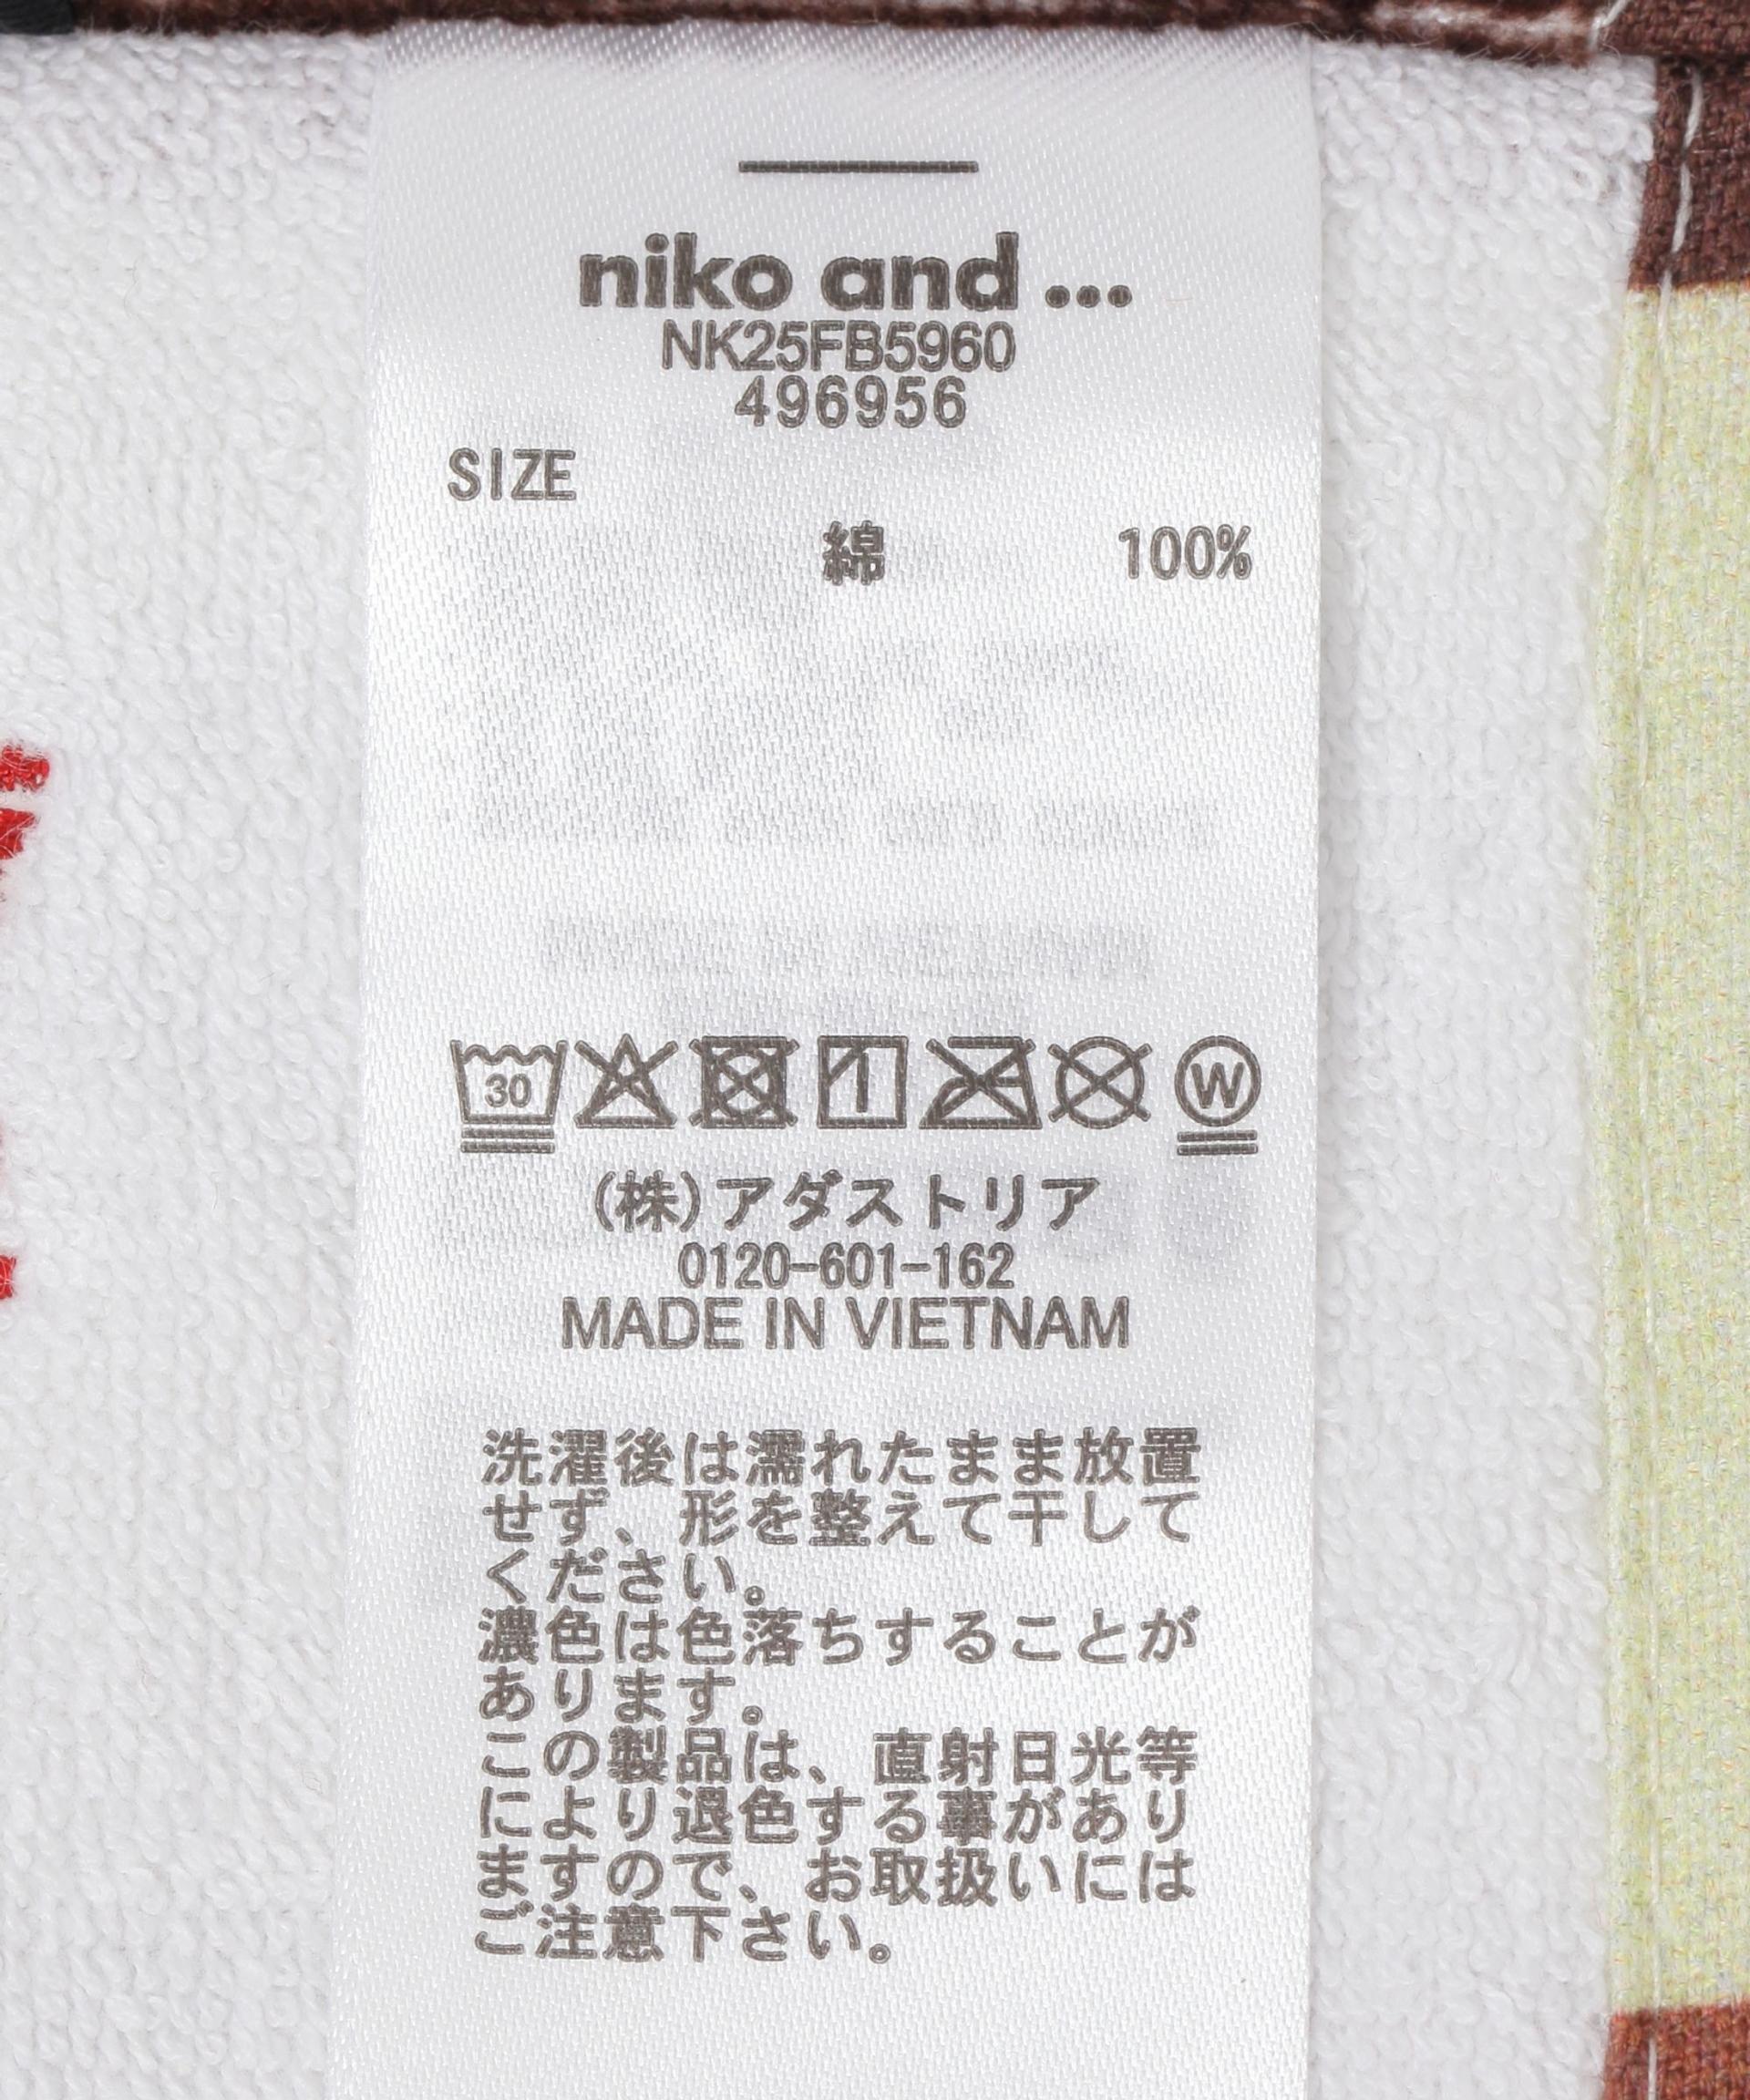 niko and ...
NK25FB5960
496956
SIZE
綿 100%
30
W
(株)アダストリア
0120-601-162
MADE IN VIETNAM
洗濯後は濡れたまま放置
せず、形を整えて干して
ください。
濃色は色落ちすることが
あります。
この製品は、直射日光等
により退色する事があり
ますので、お取扱いには
ご注意下さい。